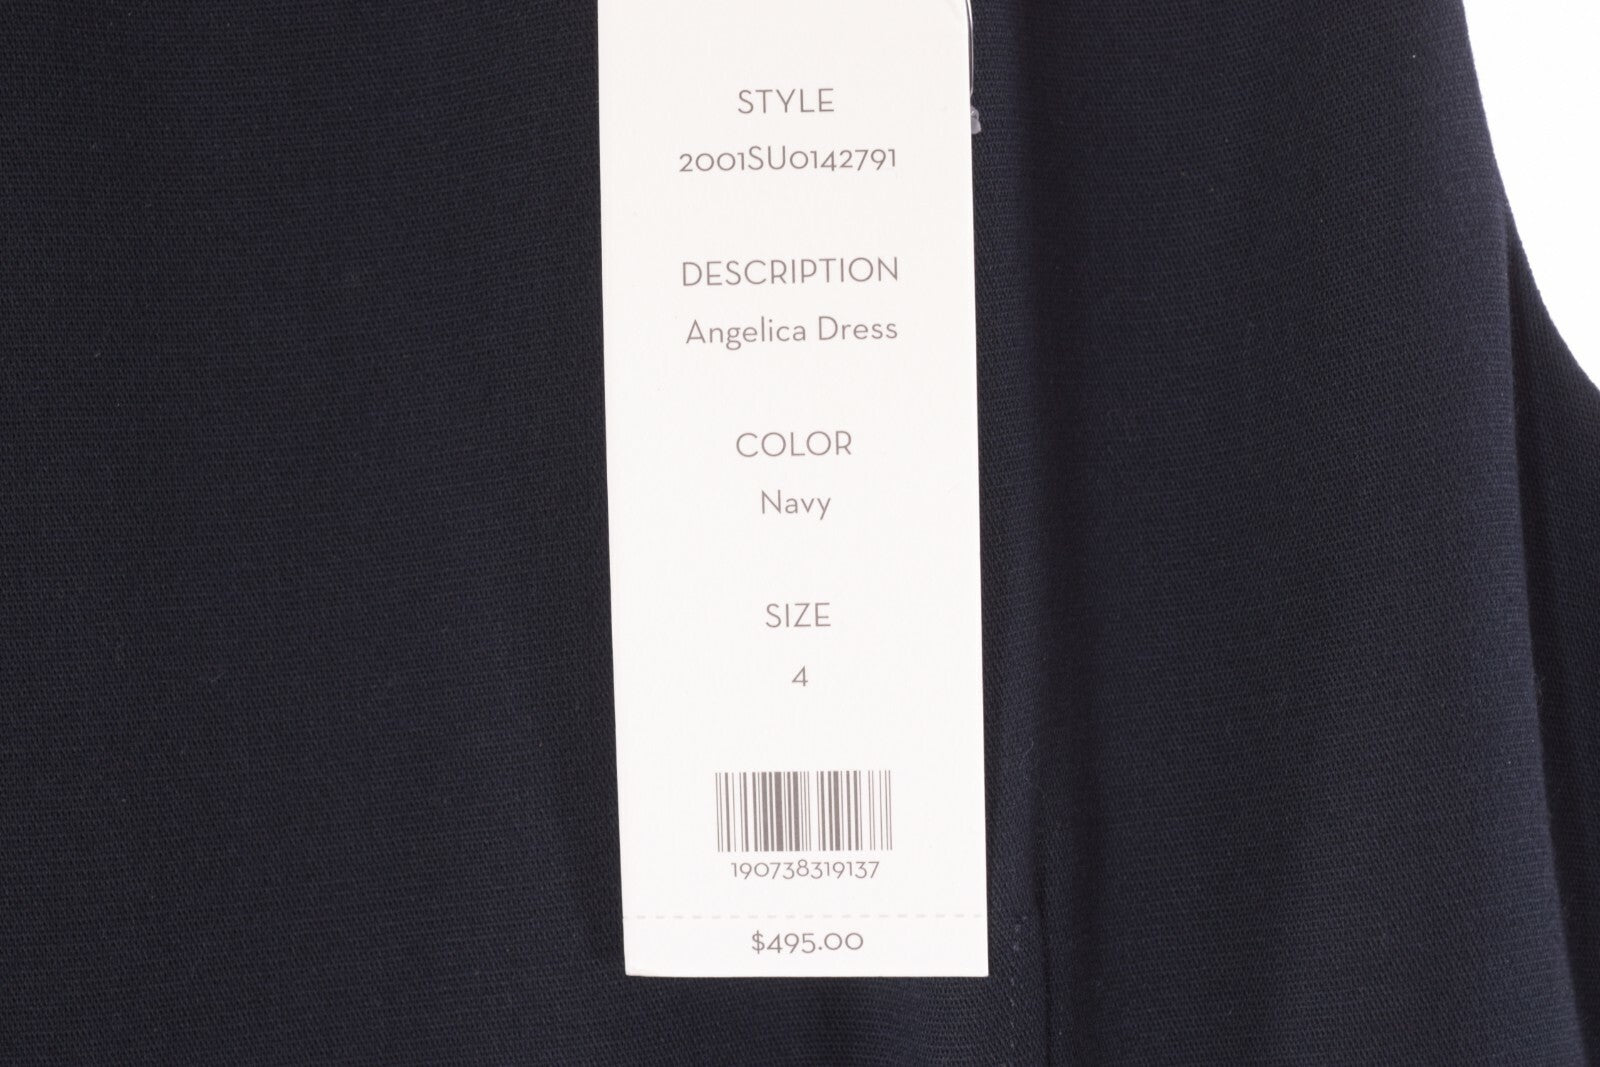 STYLE
2001SU0142791
DESCRIPTION
Angelica Dress
COLOR
Navy
SIZE
4
190738319137
$495.00